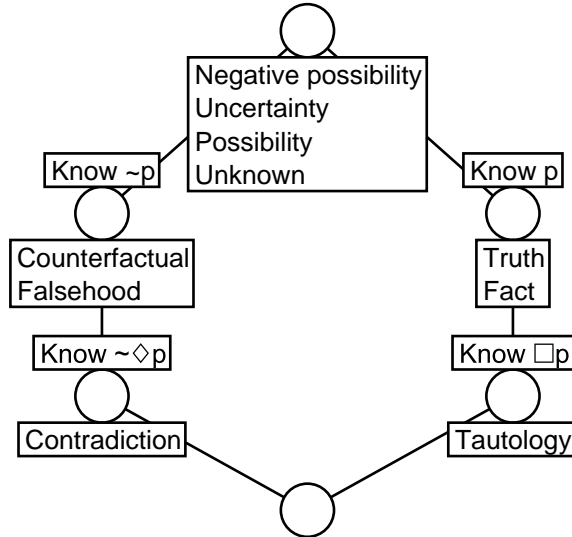 Negative possibility
Uncertainty
Possibility
Unknown
Know ~p
Know p
Counterfactual
Falsehood
Truth
Fact
Know ~◇p
Know □p
Contradiction
Tautology